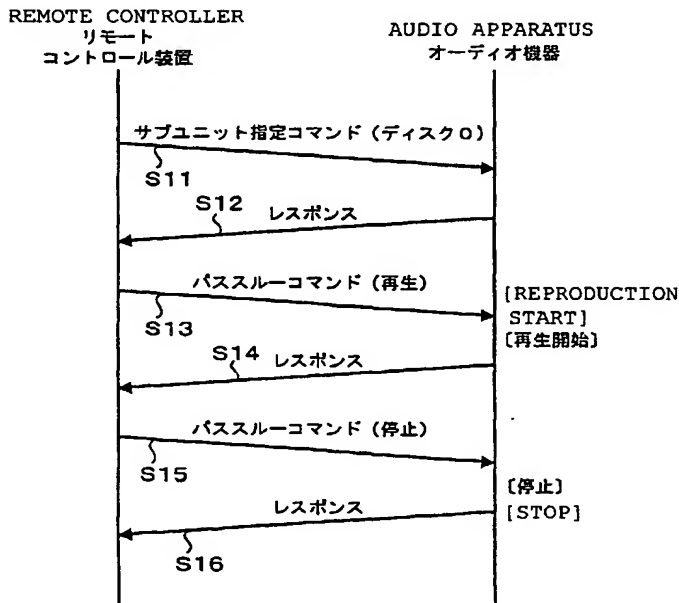 REMOTE CONTROLLER
リモート
コントロール装置
AUDIO APPARATUS
オーディオ機器
サブユニット指定コマンド（ディスク０）
S11
S12
レスポンス
パススルーコマンド（再生）
S13
[REPRODUCTION
START]
〔再生開始〕
S14
レスポンス
パススルーコマンド（停止）
S15
〔停止〕
[STOP]
レスポンス
S16